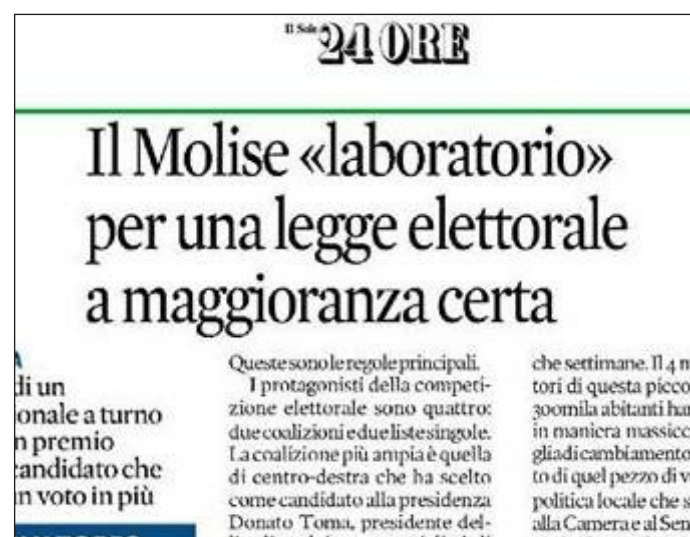 Il Sole
24 ORE
Il Molise «laboratorio»
per una legge elettorale
a maggioranza certa
di un
onale a turno
n premio
andidato che
n voto in più
Queste sono le regole principali.
I protagonisti della competi-
zione elettorale sono quattro:
due coalizioni e due liste singole.
La coalizione più ampia è quella
di centro-destra che ha scelto
come candidato alla presidenza
Donato Toma, presidente del-
che settimane. Il 4 m
tori di questa picco
300mila abitanti han
in maniera massicc
glia di cambiamento
to di quel pezzo di v
politica locale che s
alla Camera e al Sen